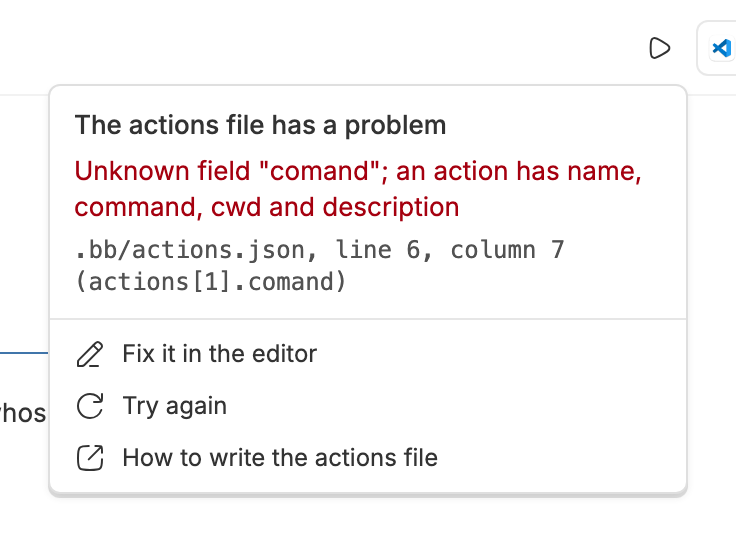 The actions file has a problem
Unknown field "comand"; an action has name,
command, cwd and description
.bb/actions.json, line 6, column 7
(actions[1].comand)
Fix it in the editor
Try again
How to write the actions file